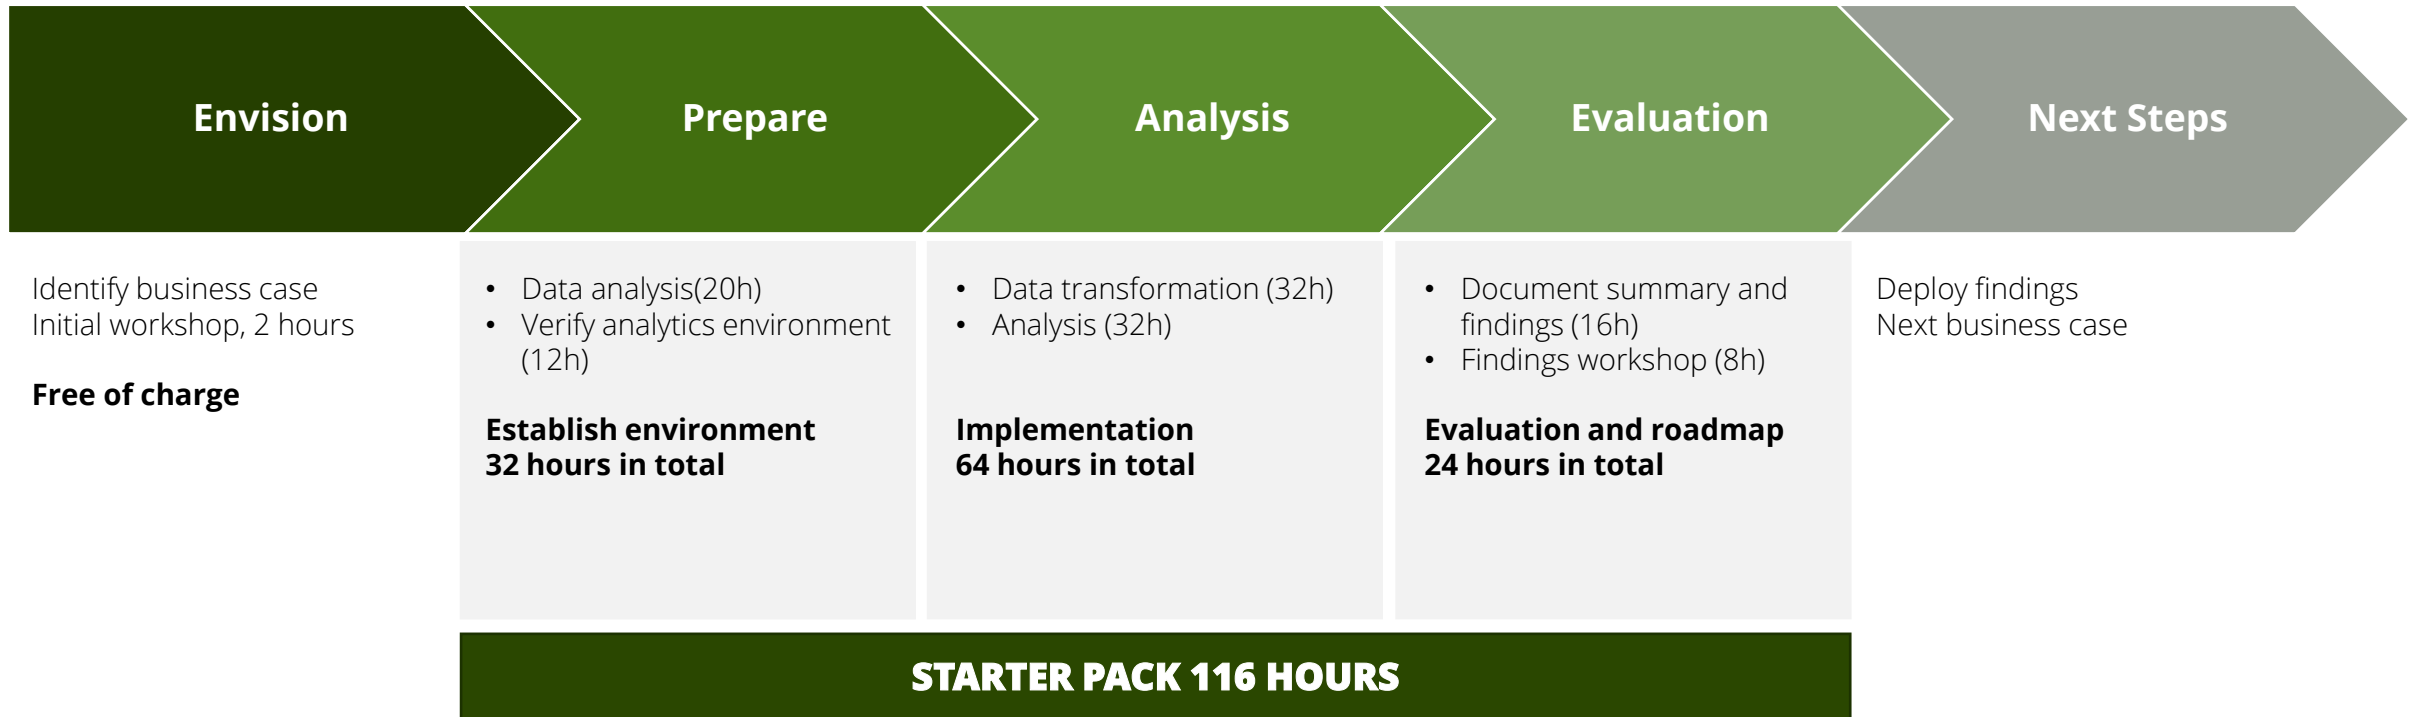 Envision
Prepare
Analysis
Evaluation
Next Steps
Identify business case
Initial workshop, 2 hours
Free of charge
• Data analysis(20h)
• Verify analytics environment
(12h)
Establish environment
32 hours in total
• Data transformation (32h)
• Analysis (32h)
Implementation
64 hours in total
• Document summary and
findings (16h)
• Findings workshop (8h)
Evaluation and roadmap
24 hours in total
Deploy findings
Next business case
STARTER PACK 116 HOURS